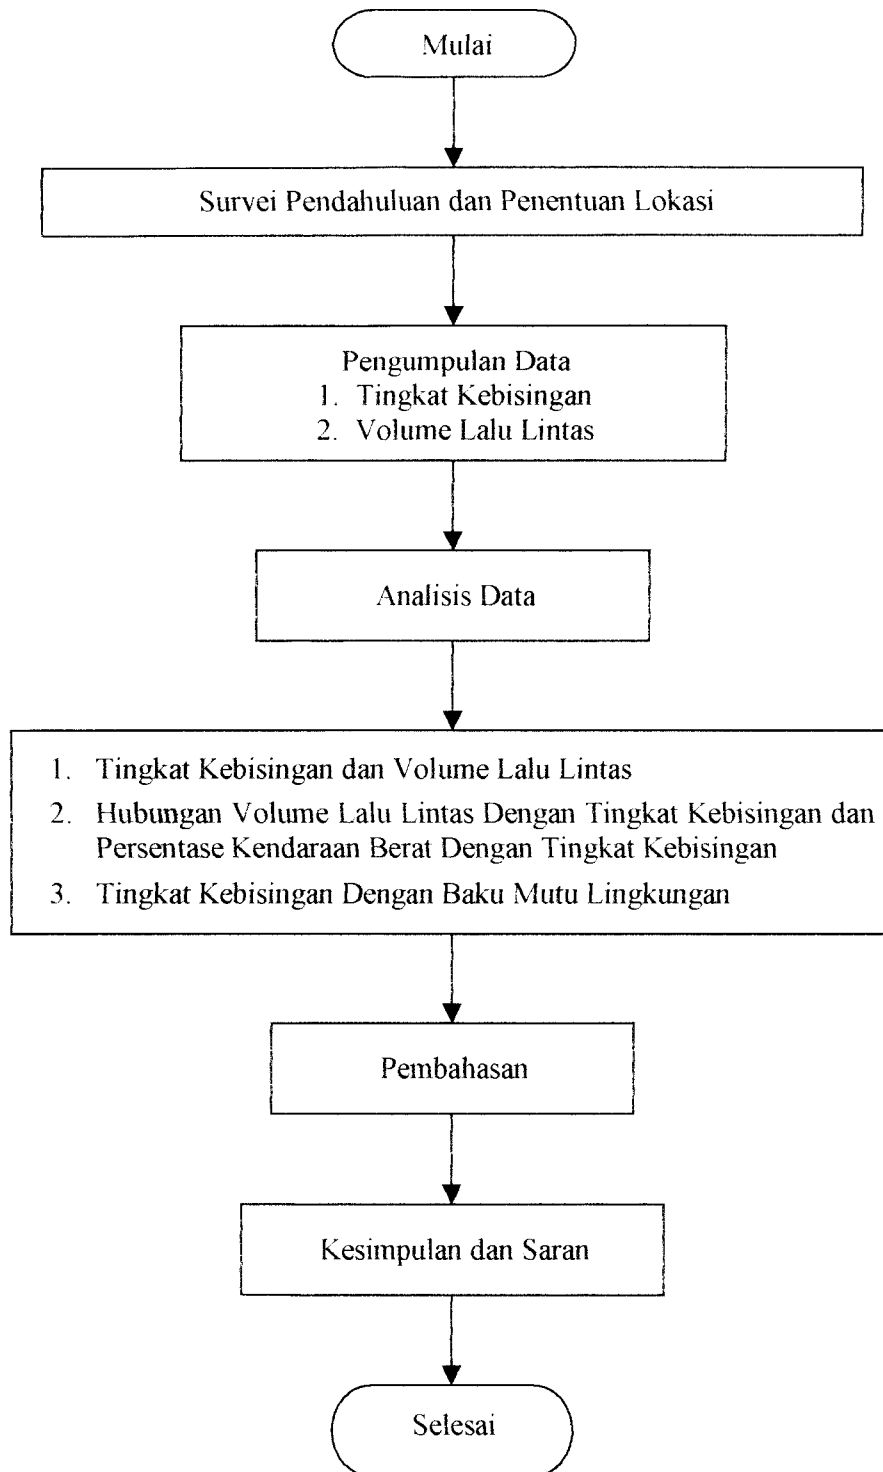 Mulai
Survei Pendahuluan dan Penentuan Lokasi
Pengumpulan Data
1. Tingkat Kebisingan
2. Volume Lalu Lintas
Analisis Data
1. Tingkat Kebisingan dan Volume Lalu Lintas
2. Hubungan Volume Lalu Lintas Dengan Tingkat Kebisingan dan
Persentase Kendaraan Berat Dengan Tingkat Kebisingan
3. Tingkat Kebisingan Dengan Baku Mutu Lingkungan
Pembahasan
Kesimpulan dan Saran
Selesai